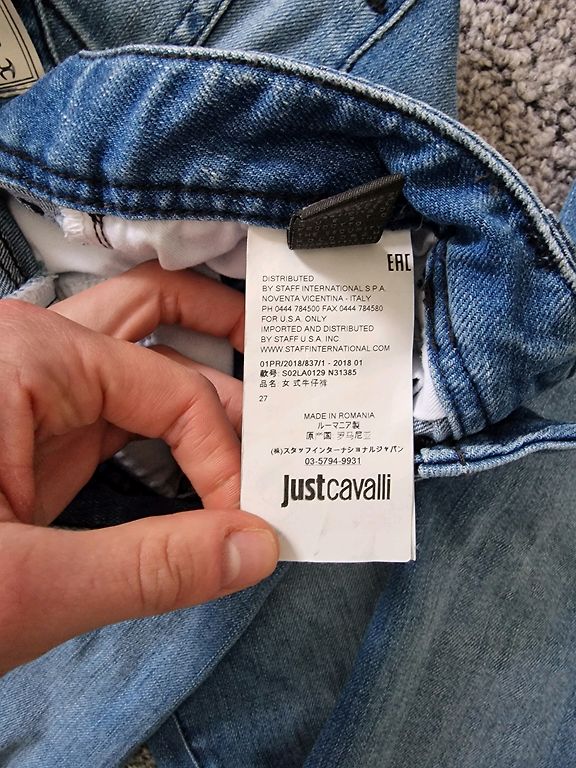 EAC
DISTRIBUTED
BY STAFF INTERNATIONAL S.P.A.
NOVENTA VICENTINA - ITALY
PH 0444 784500 FAX 0444 784580
FOR U.S.A. ONLY
IMPORTED AND DISTRIBUTED
BY STAFF U.S.A. INC
WWW.STAFFINTERNATIONAL.COM
01PR/2018/837/1 - 2018 01
款号: S02LA0129 N31385
品名: 女式牛仔裤
27
MADE IN ROMANIA
ルーマニア製
原产国: 罗马尼亚
(株)スタッフインターナショナルジャパン
03-5794-9931
justcavalli